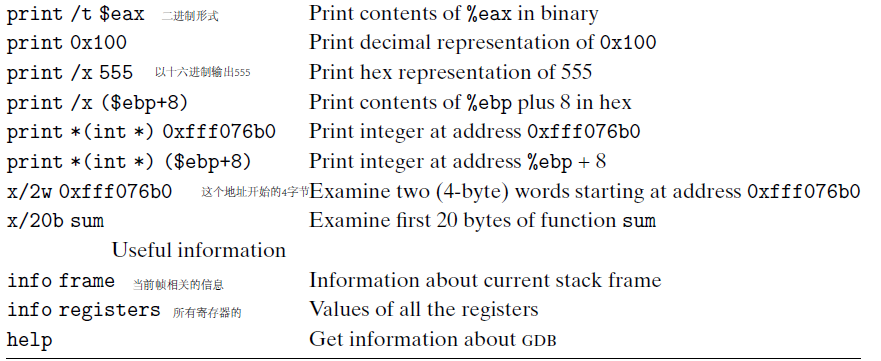 print /t $eax 二进制形式 Print contents of %eax in binary
print 0x100 Print decimal representation of 0x100
print /x 555 以十六进制输出555 Print hex representation of 555
print /x ($ebp+8) Print contents of %ebp plus 8 in hex
print *(int *) 0xfff076b0 Print integer at address 0xfff076b0
print *(int *) ($ebp+8) Print integer at address %ebp + 8
x/2w 0xfff076b0 这个地址开始的4字节 Examine two (4-byte) words starting at address 0xfff076b0
x/20b sum Examine first 20 bytes of function sum
Useful information
info frame 当前帧相关的信息 Information about current stack frame
info registers 所有寄存器的 Values of all the registers
help Get information about GDB